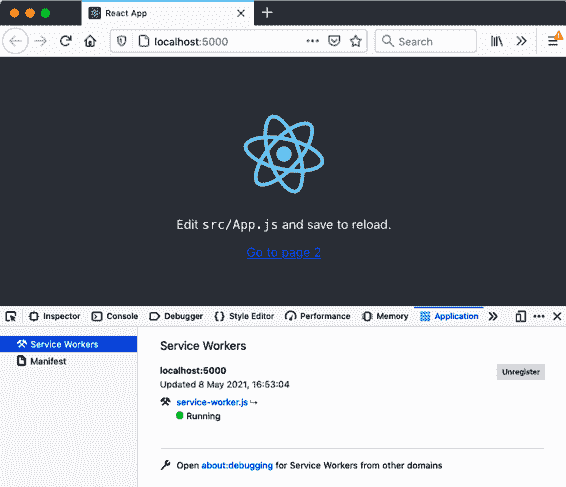 React App
localhost:5000
Search
Edit src/App.js and save to reload.
Go to page 2
Inspector Console Debugger Style Editor Performance Memory Application
Service Workers
Manifest
Service Workers
localhost:5000
Unregister
Updated 8 May 2021, 16:53:04
service-worker.js
Running
Open about:debugging for Service Workers from other domains